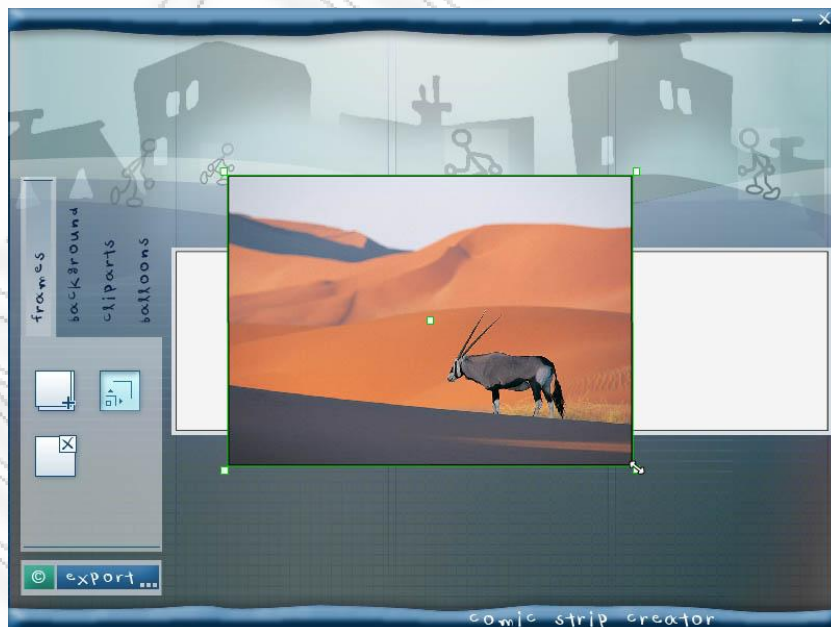 frames
background
cliparts
balloons
© export...
comic strip creator